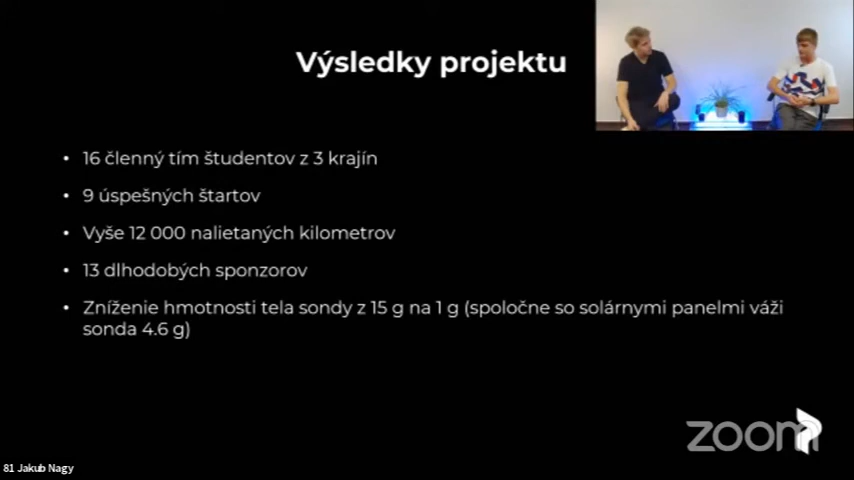 Výsledky projektu
• 16 členný tím študentov z 3 krajín
• 9 úspešných štartov
• Vyše 12 000 nalietaných kilometrov
• 13 dlhodobých sponzorov
• Zníženie hmotnosti tela sondy z 15 g na 1 g (spoločne so solárnymi panelmi váži
sonda 4.6 g)
zoom
81 Jakub Nagy